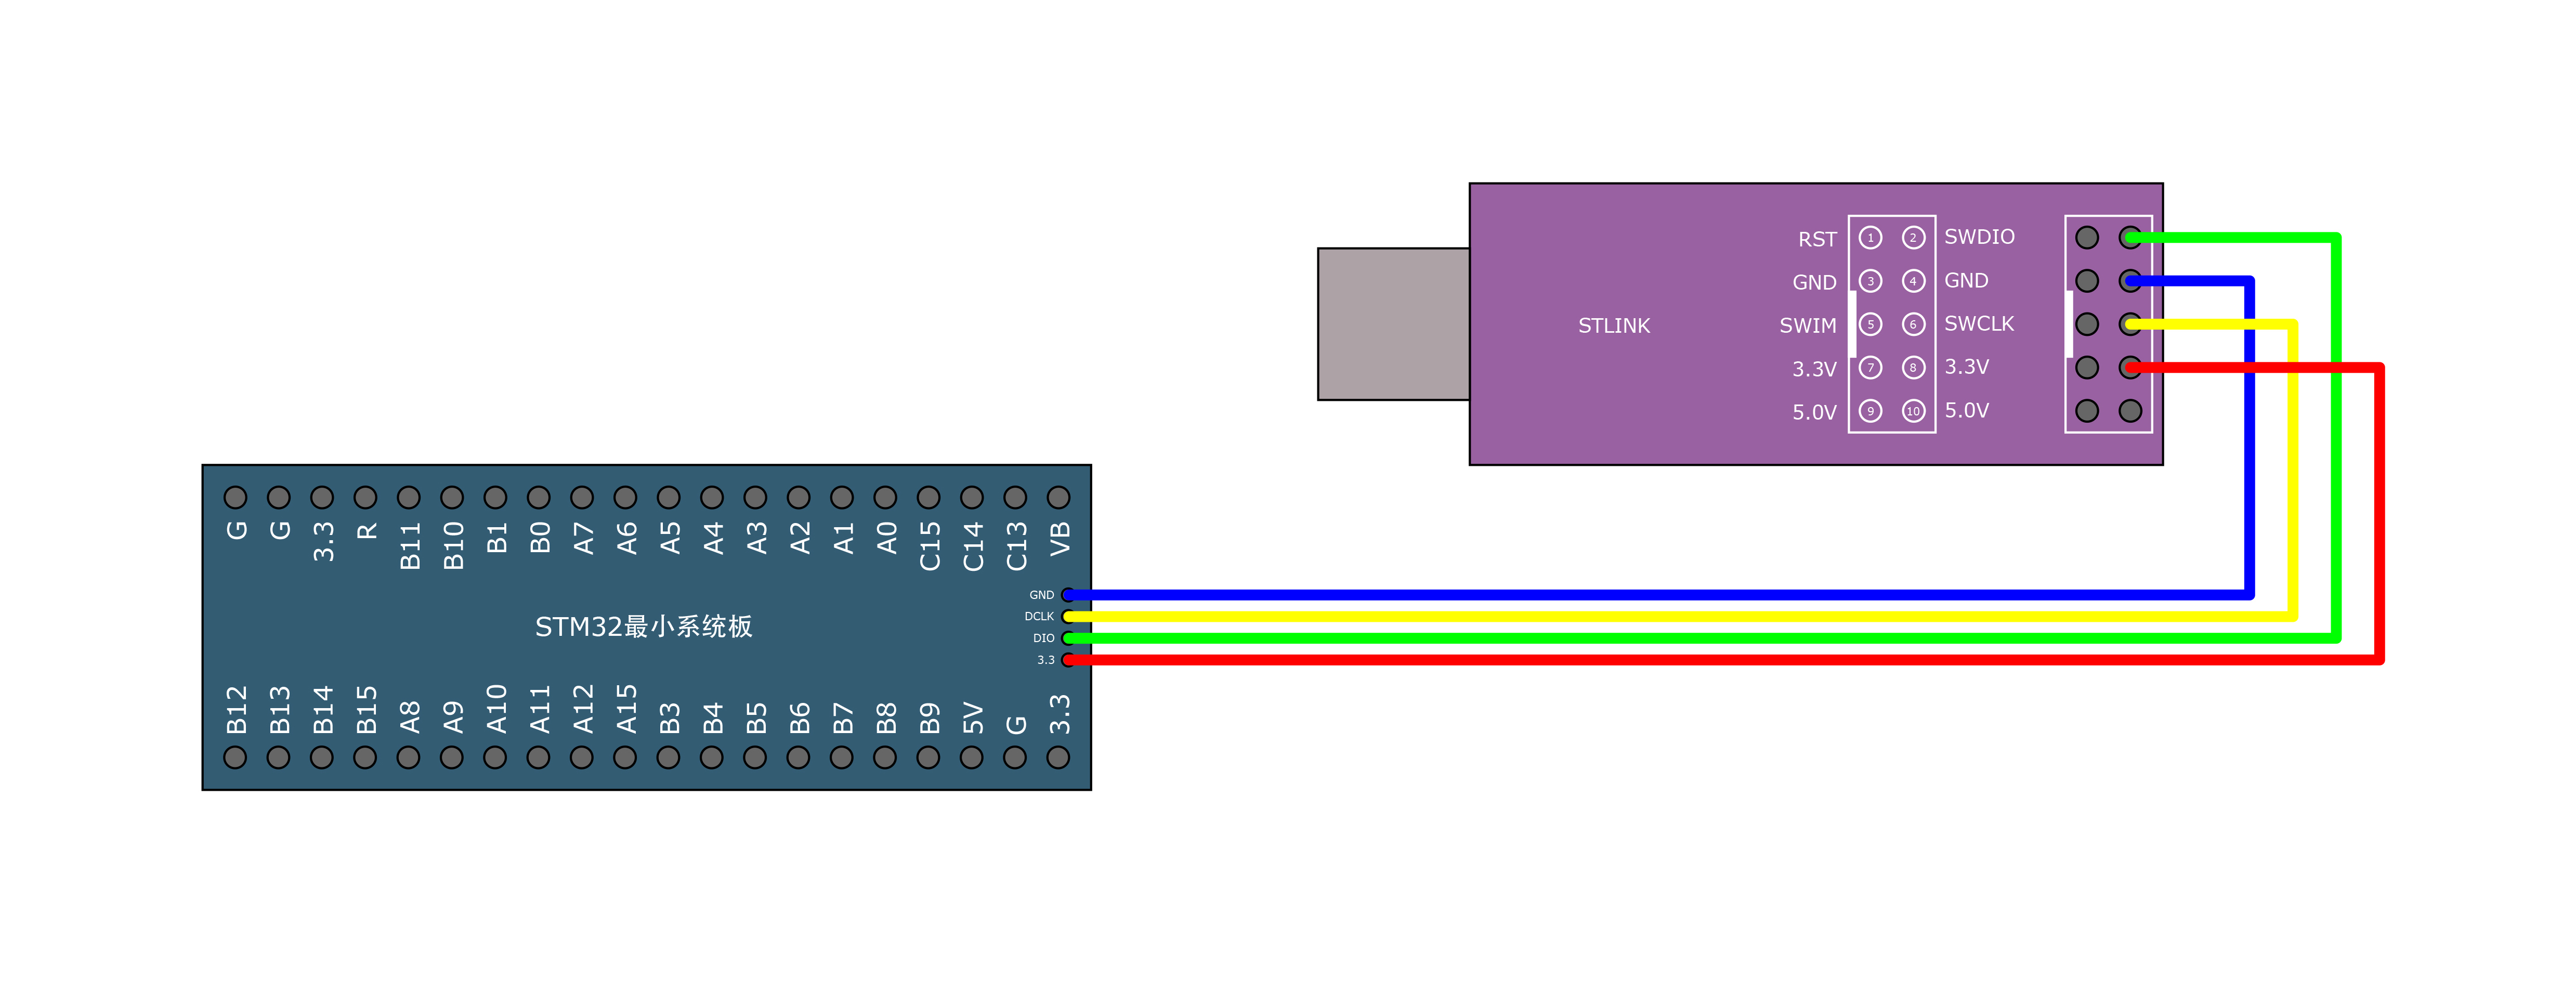 RST
1
2
SWDIO
GND
3
4
GND
STLINK
SWIM
5
6
SWCLK
3.3V
7
8
3.3V
5.0V
9
10
5.0V
G
G
3.3
R
B11
B10
B1
B0
A7
A6
A5
A4
A3
A2
A1
A0
C15
C14
C13
VB
GND
DCLK
STM32最小系统板
DIO
3.3
B12
B13
B14
B15
A8
A9
A10
A11
A12
A15
B3
B4
B5
B6
B7
B8
B9
5V
G
3.3